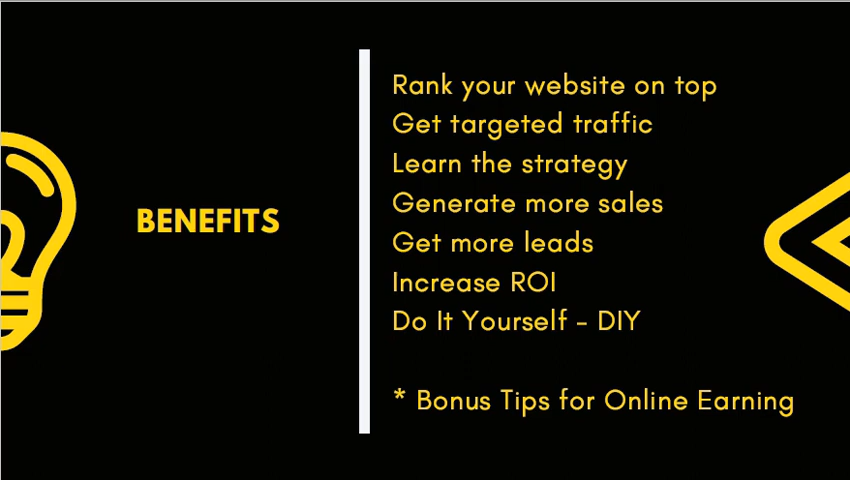 BENEFITS
Rank your website on top
Get targeted traffic
Learn the strategy
Generate more sales
Get more leads
Increase ROI
Do It Yourself - DIY
* Bonus Tips for Online Earning